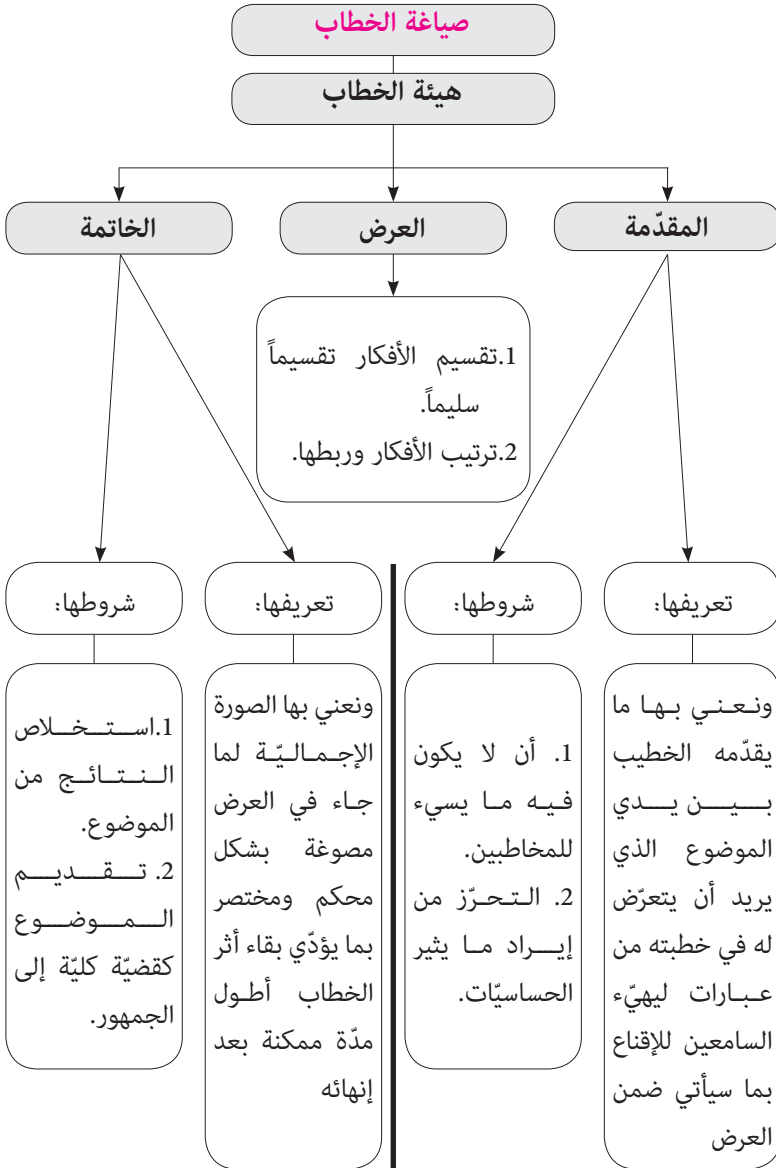 صياغة الخطاب
هيئة الخطاب
المقدّمة
العرض
الخاتمة
1.تقسيم الأفكار تقسيماً
سليماً.
2.ترتيب الأفكار وربطها.
تعريفها:
ونعني بها ما
يقدّمه الخطيب
بين يدي
الموضوع الذي
يريد أن يتعرّض
له في خطبته من
عبارات ليهيّء
السامعين للإقناع
بما سيأتي ضمن
العرض
شروطها:
1. أن لا يكون
فيه ما يسيء
للمخاطبين.
2. التحرّز من
إيراد ما يثير
الحساسيّات.
تعريفها:
ونعني بها الصورة
الإجماليّة لما
جاء في العرض
مصوغة بشكل
محكم ومختصر
بما يؤدّي بقاء أثر
الخطاب أطول
مدّة ممكنة بعد
إنهائه
شروطها:
1.استخلاص
النتائج من
الموضوع.
2. تقديم
الموضوع
كقضيّة كليّة إلى
الجمهور.